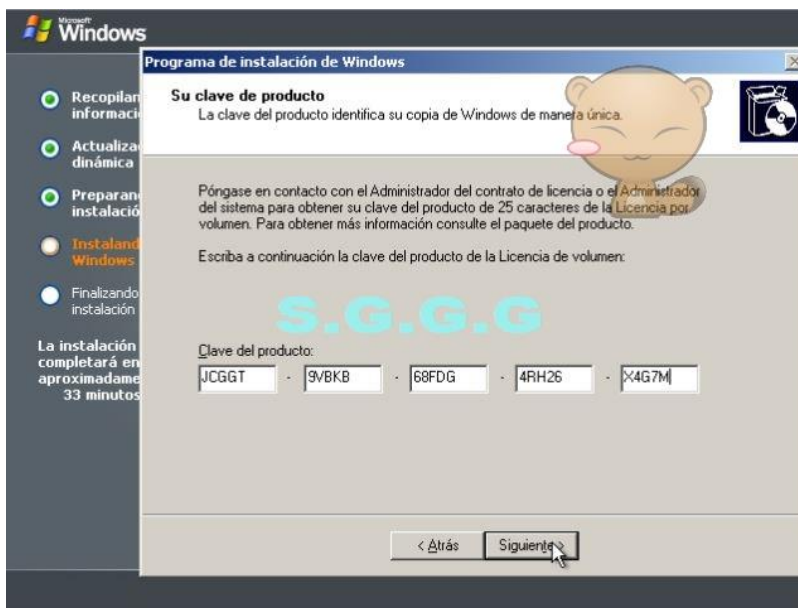 Microsoft
Windows
Programa de instalación de Windows
Su clave de producto
La clave del producto identifica su copia de Windows de manera única.
Recopilan
informaci
Actualiza
dinámica
Preparan
instalació
Instaland
Windows
Finalizando
instalación
La instalación
completará en
aproximadame
33 minutos
Póngase en contacto con el Administrador del contrato de licencia o el Administrador
del sistema para obtener su clave del producto de 25 caracteres de la Licencia por
volumen. Para obtener más información consulte el paquete del producto.
Escriba a continuación la clave del producto de la Licencia de volumen:
S.G.G.G
Clave del producto:
JCGGT - 9VBKB - 68FDG - 4RH26 - X4G7M
< Atrás
Siguiente >